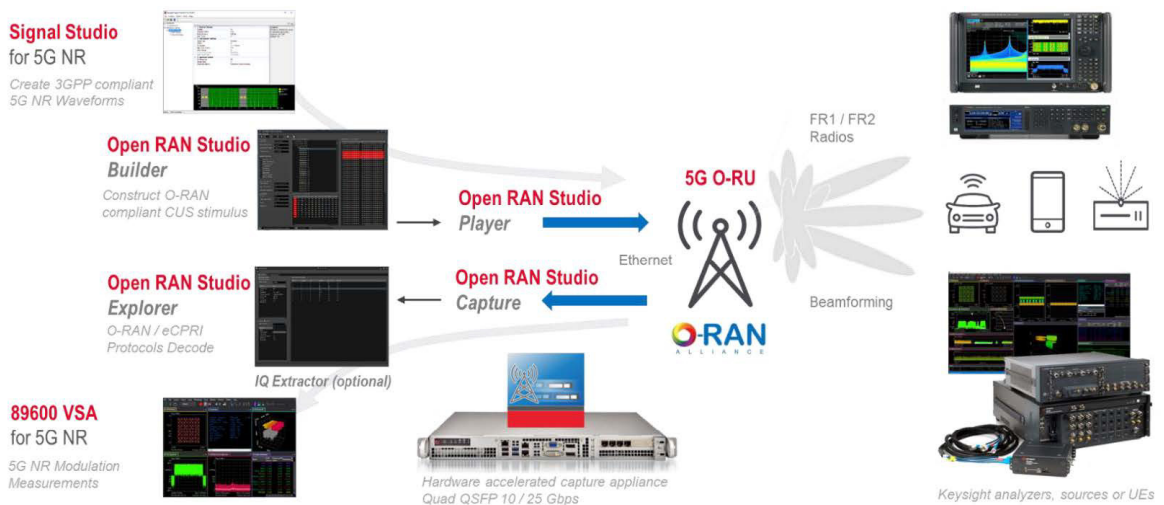 Signal Studio
for 5G NR
Create 3GPP compliant
5G NR Waveforms
Open RAN Studio
Builder
Construct O-RAN
compliant CUS stimulus
Open RAN Studio
Player
Ethernet
5G O-RU
FR1 / FR2
Radios
Beamforming
Open RAN Studio
Explorer
O-RAN / eCPRI
Protocols Decode
Open RAN Studio
Capture
O-RAN
ALLIANCE
IQ Extractor (optional)
89600 VSA
for 5G NR
5G NR Modulation
Measurements
Hardware accelerated capture appliance
Quad QSFP 10 / 25 Gbps
Keysight analyzers, sources or UEs